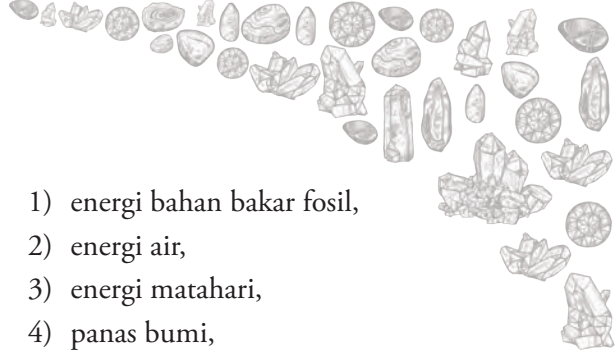 1) energi bahan bakar fosil,
2) energi air,
3) energi matahari,
4) panas bumi,